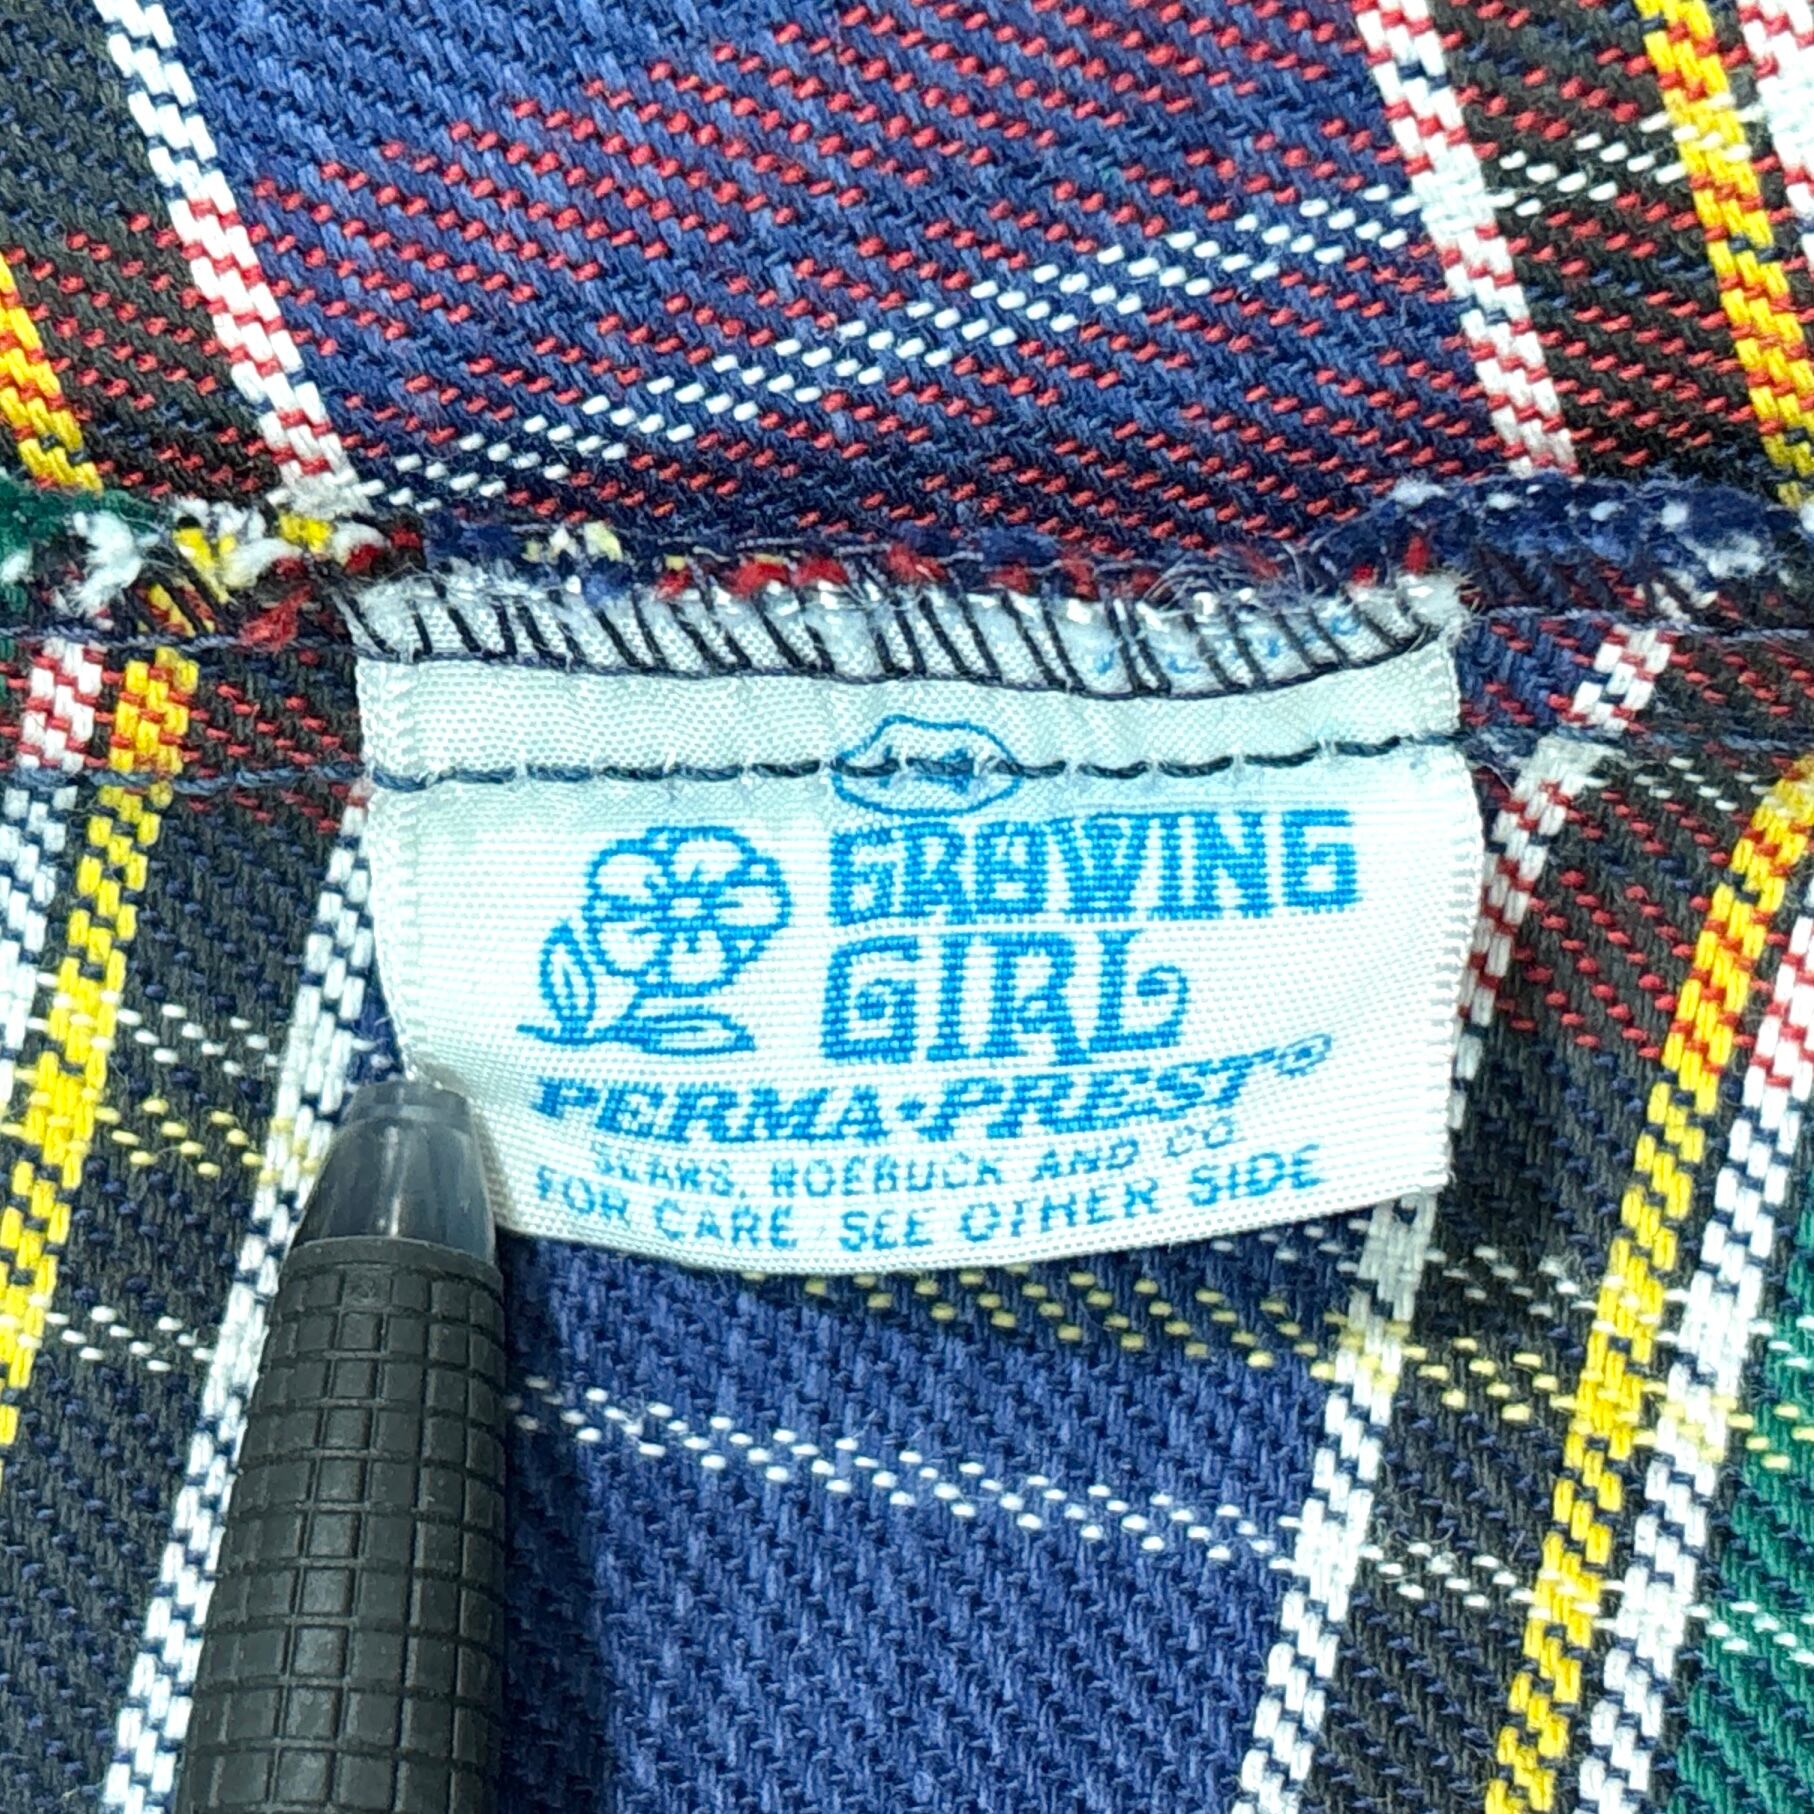 GROWING
GIRL
PERMA·PREST®
SEARS, ROEBUCK AND CO
FOR CARE SEE OTHER SIDE